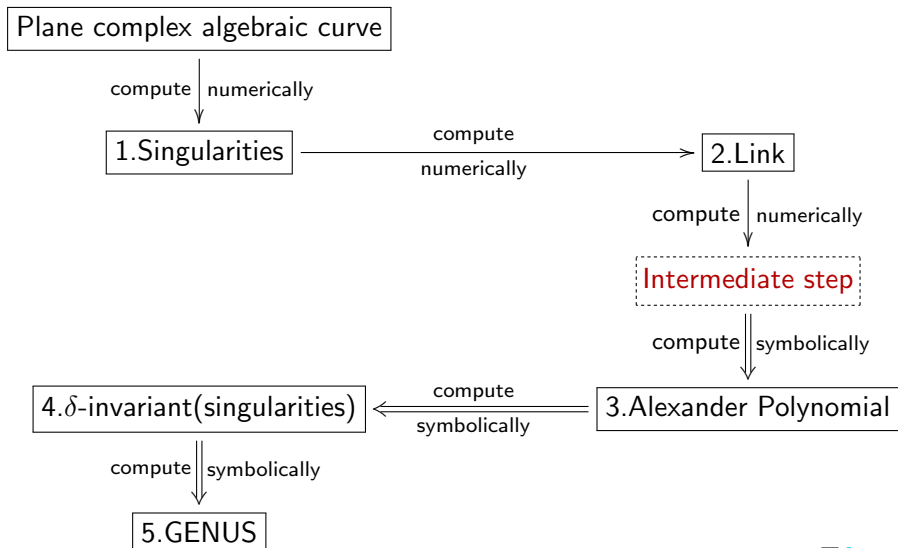 Plane complex algebraic curve
compute numerically
1.Singularities
compute
numerically
2.Link
compute numerically
Intermediate step
compute symbolically
3.Alexander Polynomial
compute
symbolically
4.δ-invariant(singularities)
compute symbolically
5.GENUS